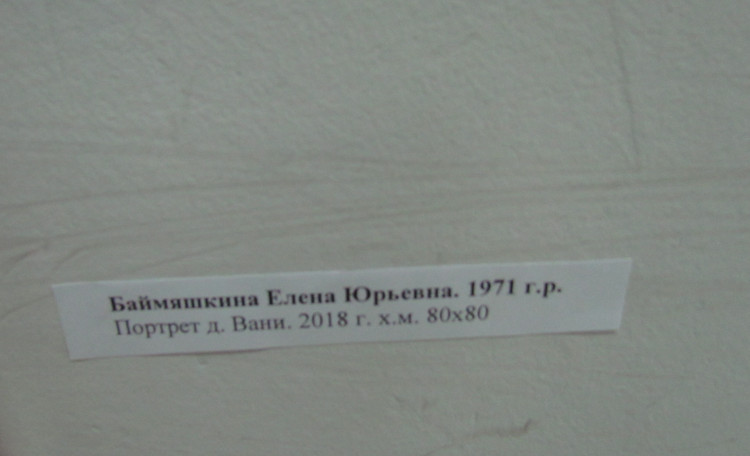 Баймяшкина Елена Юрьевна. 1971 г.р.
Портрет д. Вани. 2018 г. х.м. 80х80